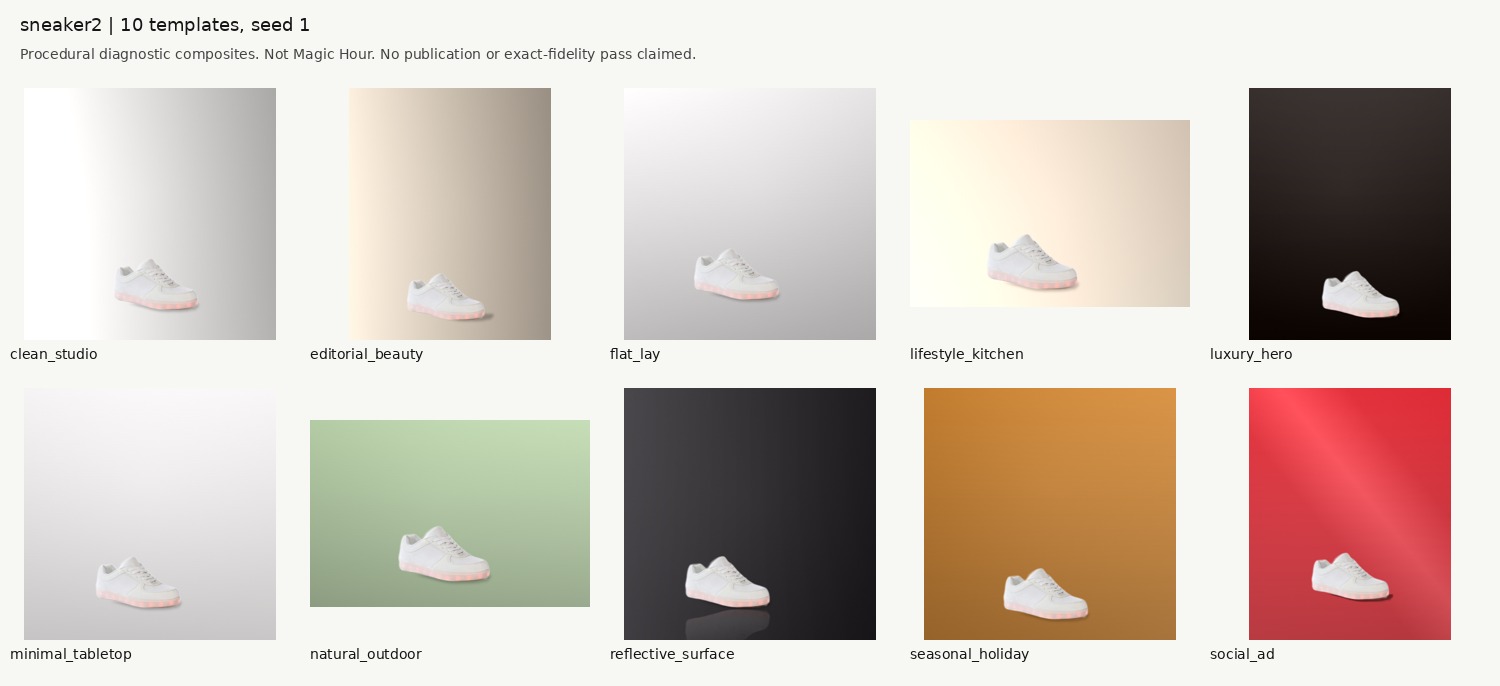 sneaker2 | 10 templates, seed 1
Procedural diagnostic composites. Not Magic Hour. No publication or exact-fidelity pass claimed.
clean_studio
editorial_beauty
flat_lay
lifestyle_kitchen
luxury_hero
minimal_tabletop
natural_outdoor
reflective_surface
seasonal_holiday
social_ad